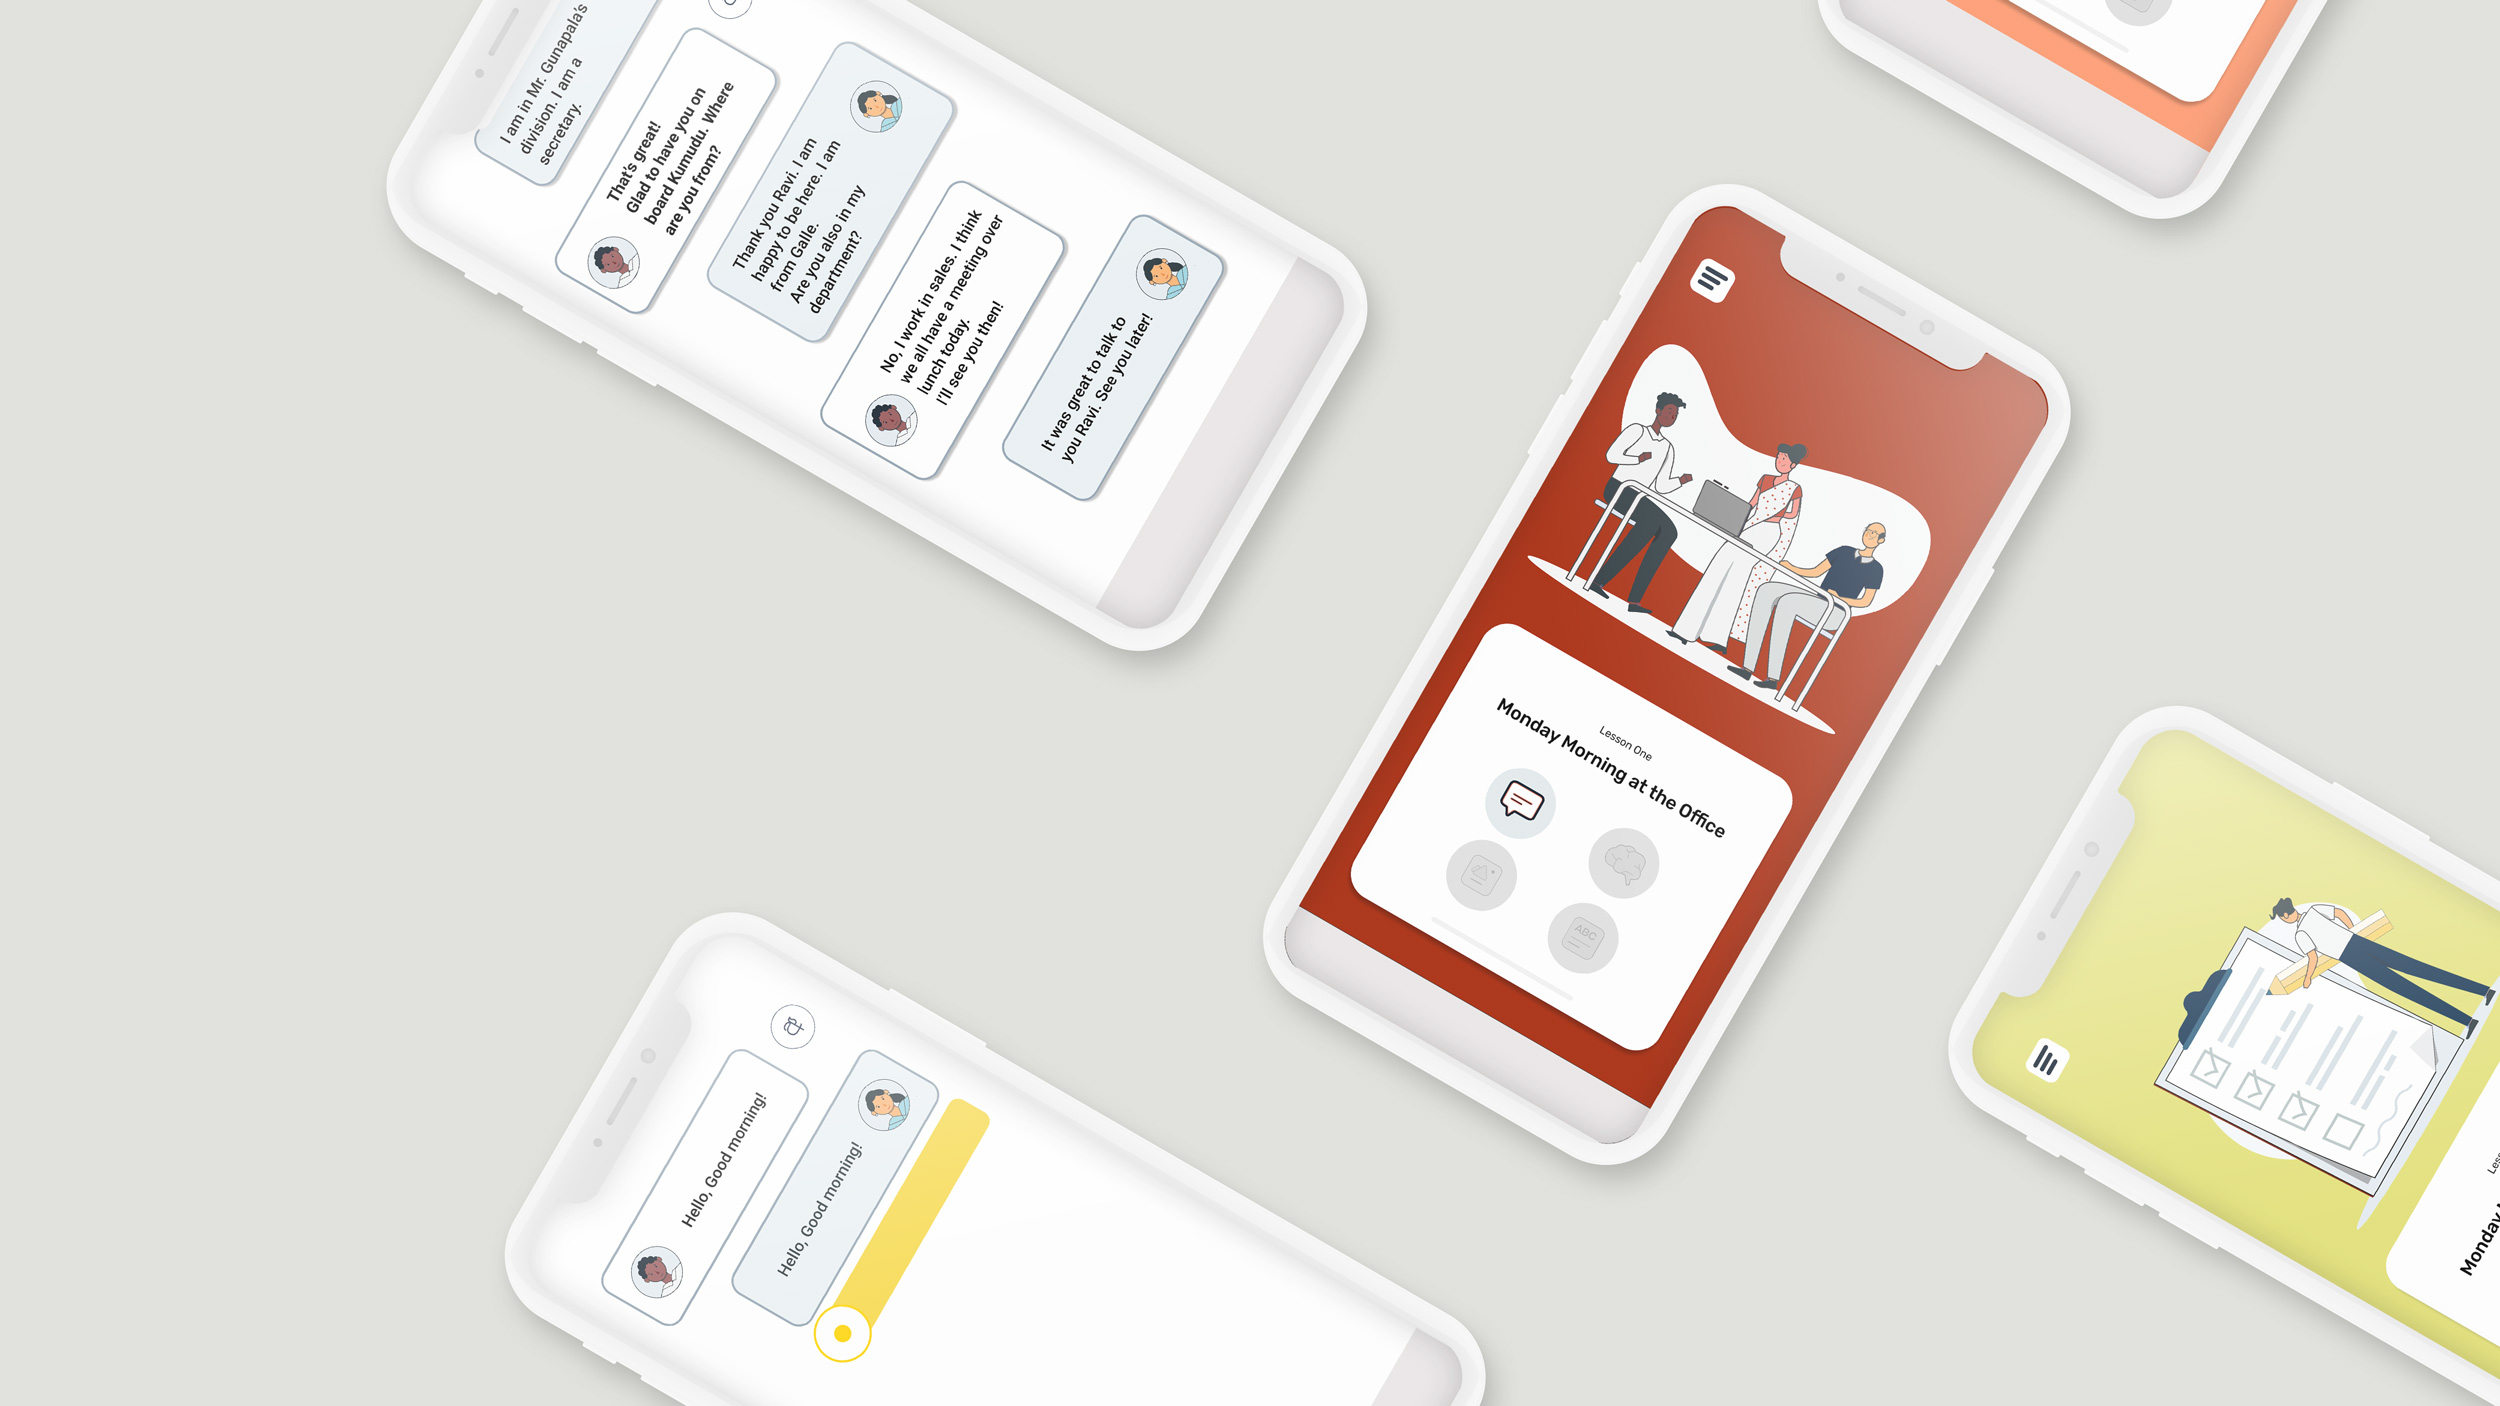 I am in Mr. Gunapala's
division. I am a
secretary.
That's great!
Glad to have you on
board Kumudu. Where
are you from?
Thank you Ravi. I am
happy to be here. I am
from Galle.
Are you also in my
department?
No, I work in sales. I think
we all have a meeting over
lunch today.
I'll see you then!
It was great to talk to
you Ravi. See you later!
Lesson One
Monday Morning at the Office
ABC
අ
Hello, Good morning!
Hello, Good morning!
Monday